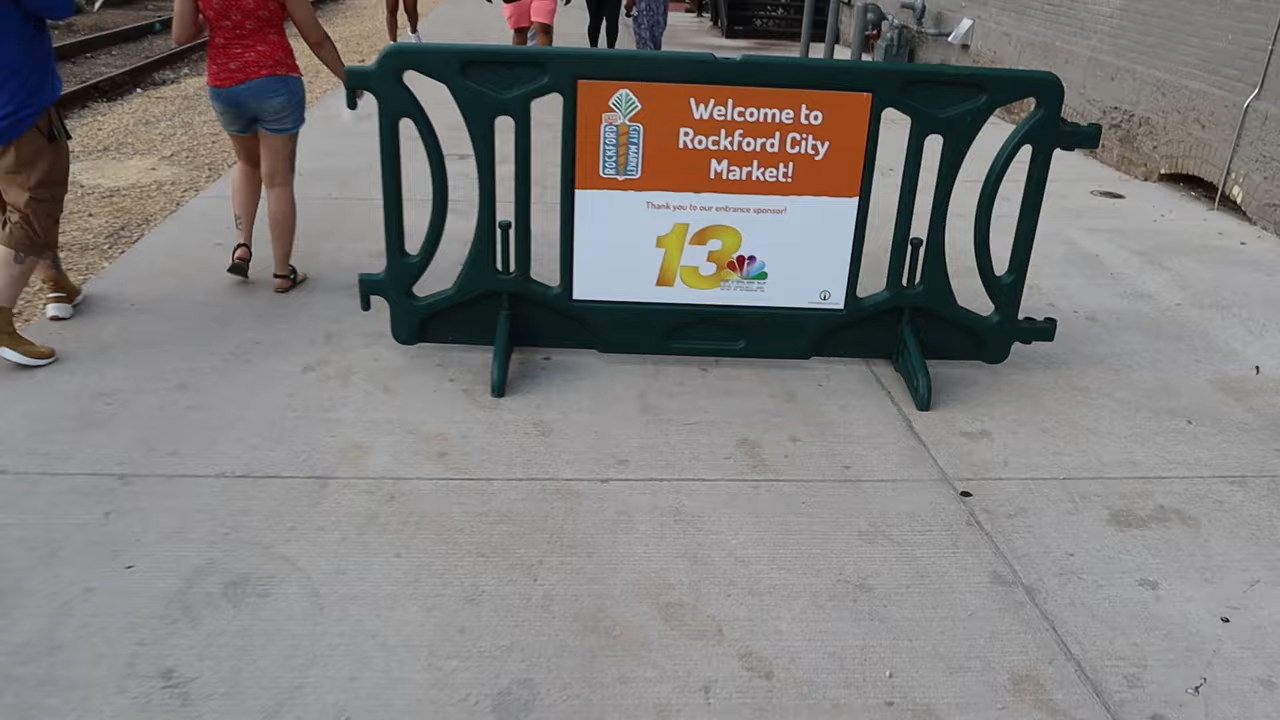 ROCKFORD
CITY MARKET
Welcome to
Rockford City
Market!
Thank you to our entrance sponsor!
13